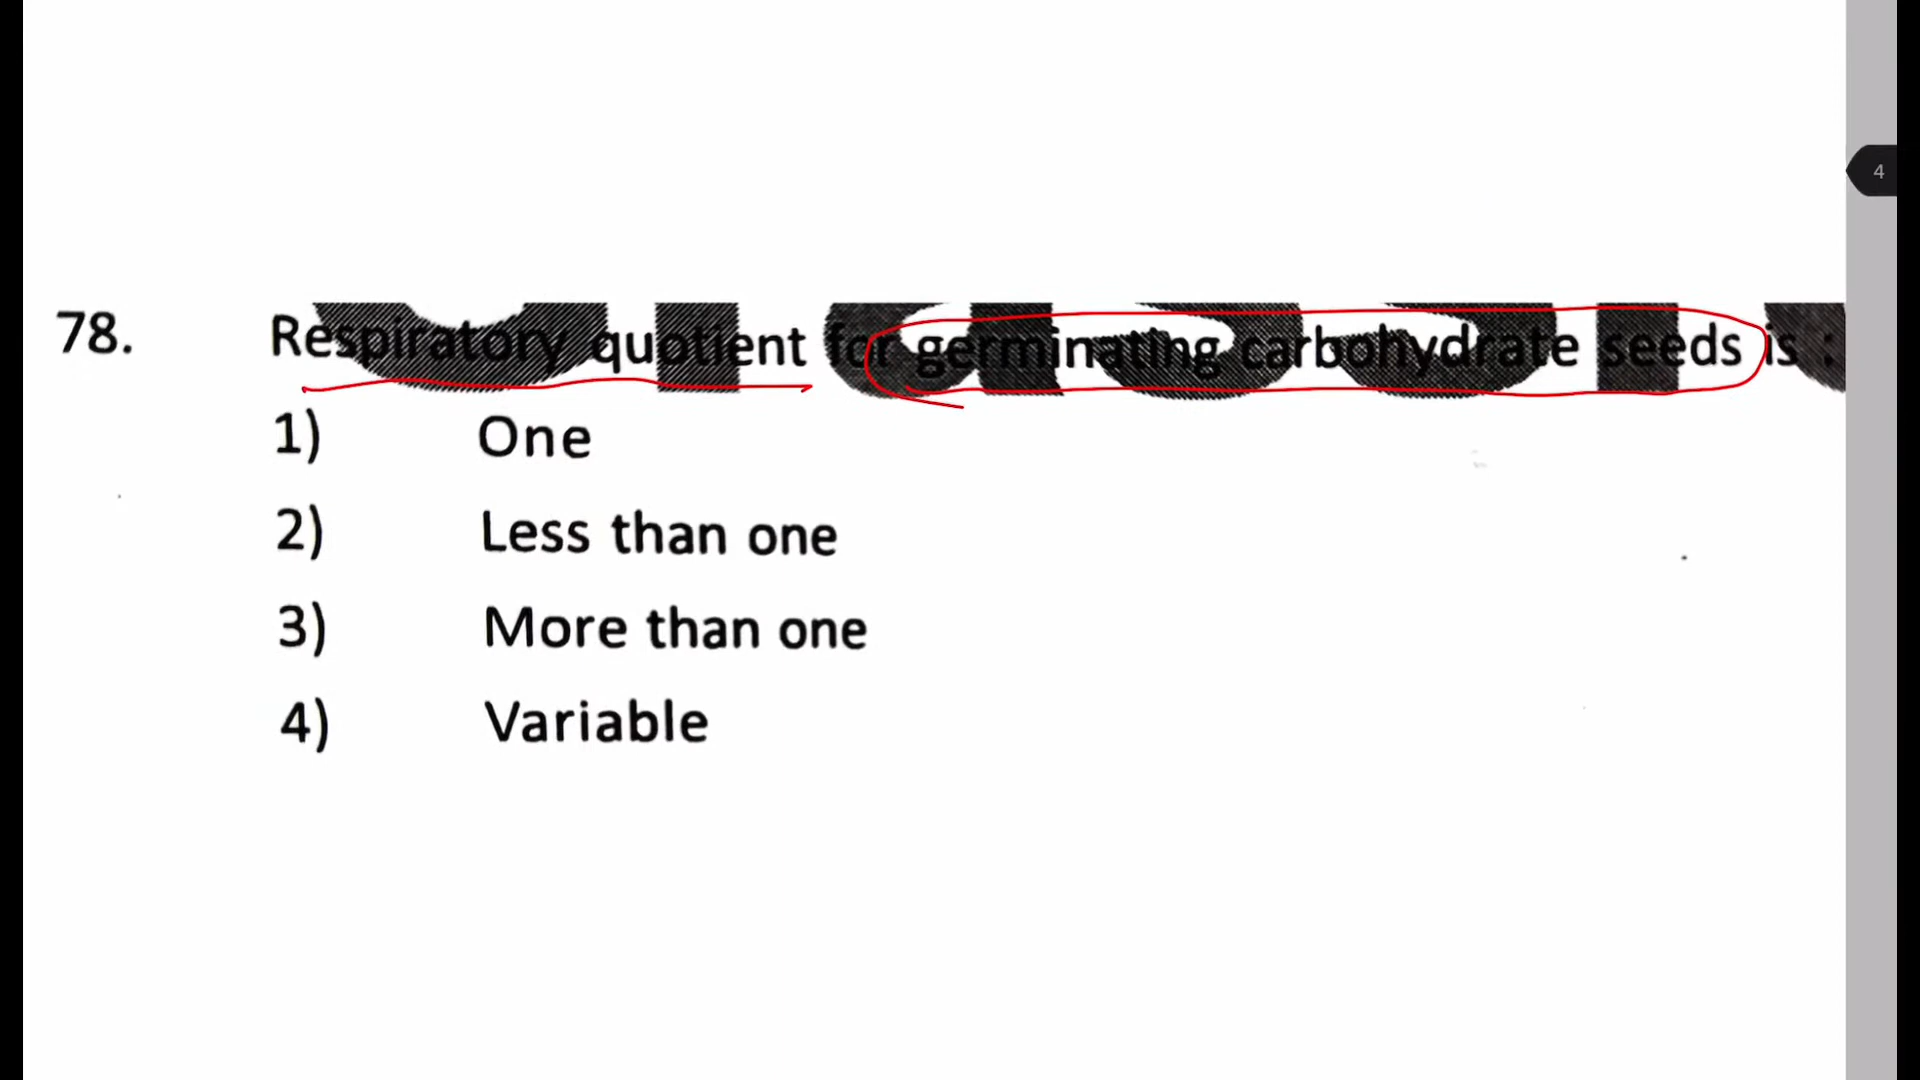 4
78. Respiratory quotient for germinating carbohydrate seeds is :
1) One
2) Less than one
3) More than one
4) Variable